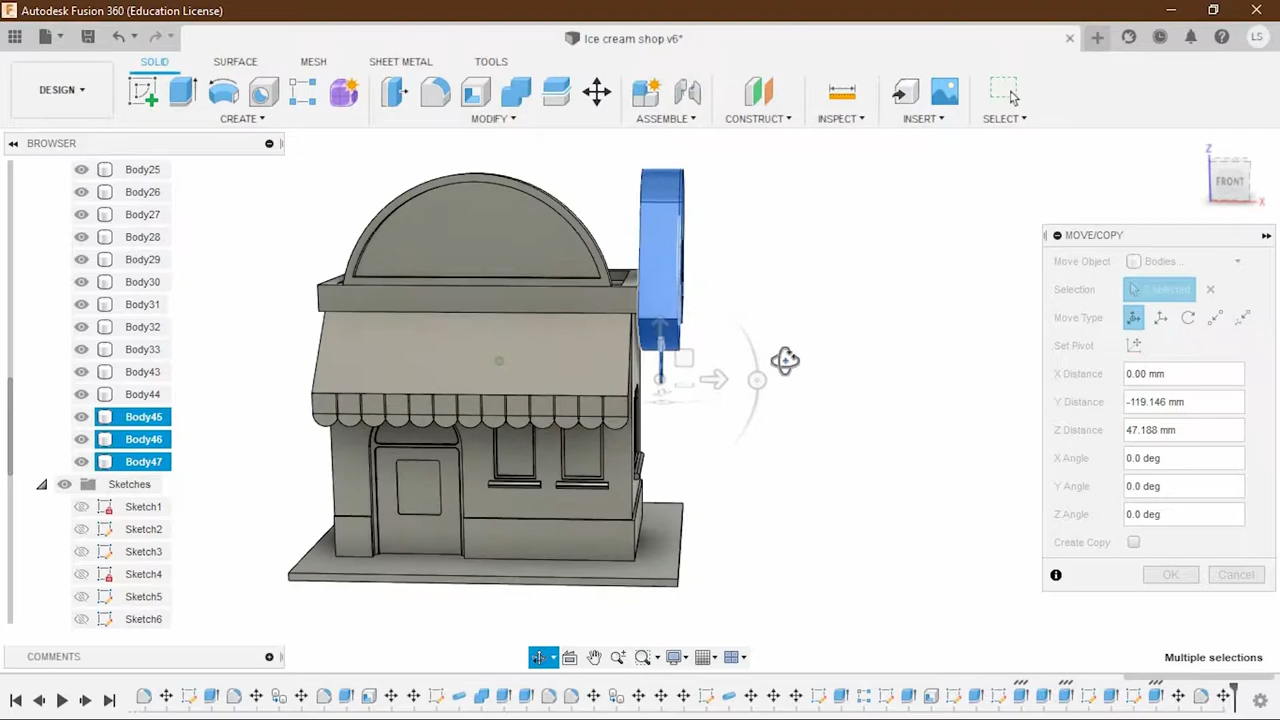 Autodesk Fusion 360 (Education License)
Ice cream shop v6*
LS
SOLID SURFACE MESH SHEET METAL TOOLS
DESIGN
CREATE MODIFY ASSEMBLE CONSTRUCT INSPECT INSERT SELECT
BROWSER
Body25
Body26
Body27
Body28
Body29
Body30
Body31
Body32
Body33
Body43
Body44
Body45
Body46
Body47
Sketches
Sketch1
Sketch2
Sketch3
Sketch4
Sketch5
Sketch6
Z
FRONT
X
MOVE/COPY
Move Object Bodies...
Selection selected
Move Type
Set Pivot
X Distance 0.00 mm
Y Distance -119.146 mm
Z Distance 47.188 mm
X Angle 0.0 deg
Y Angle 0.0 deg
Z Angle 0.0 deg
Create Copy
OK Cancel
COMMENTS
Multiple selections